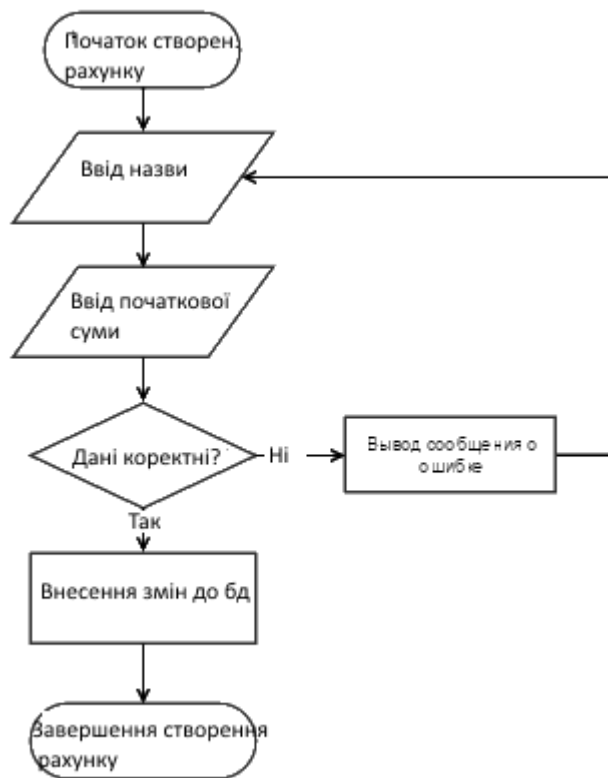 Початок створен.
рахунку
Ввід назви
Ввід початкової
суми
Дані коректні?
Ні
Вывод сообщения о
ошибке
Так
Внесення змін до бд
Завершення створення
рахунку